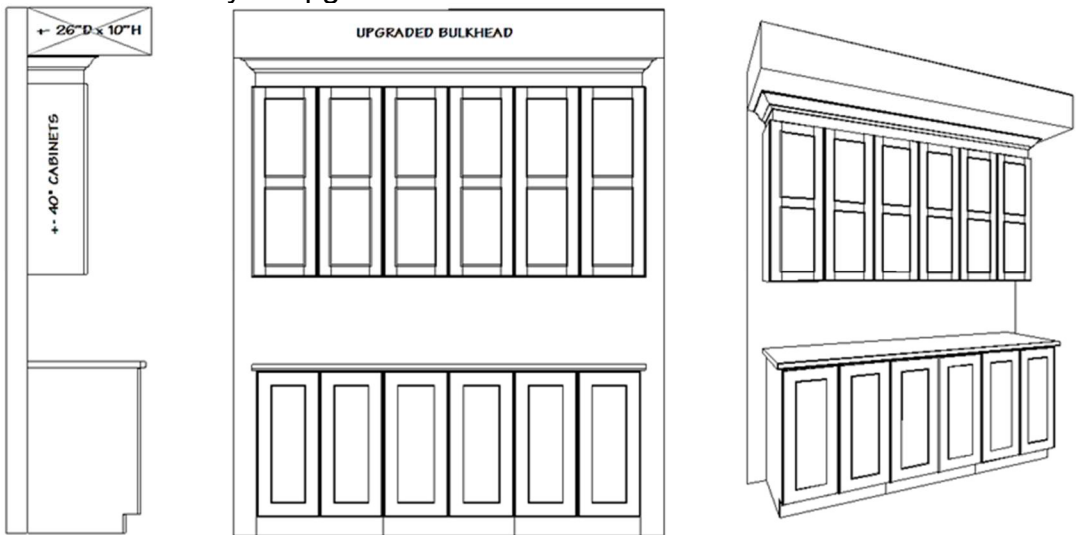 +- 26"D x 10"H
UPGRADED BULKHEAD
+- 40" CABINETS